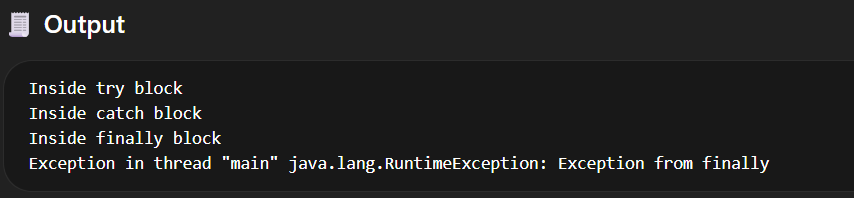 Output
Inside try block
Inside catch block
Inside finally block
Exception in thread "main" java.lang.RuntimeException: Exception from finally